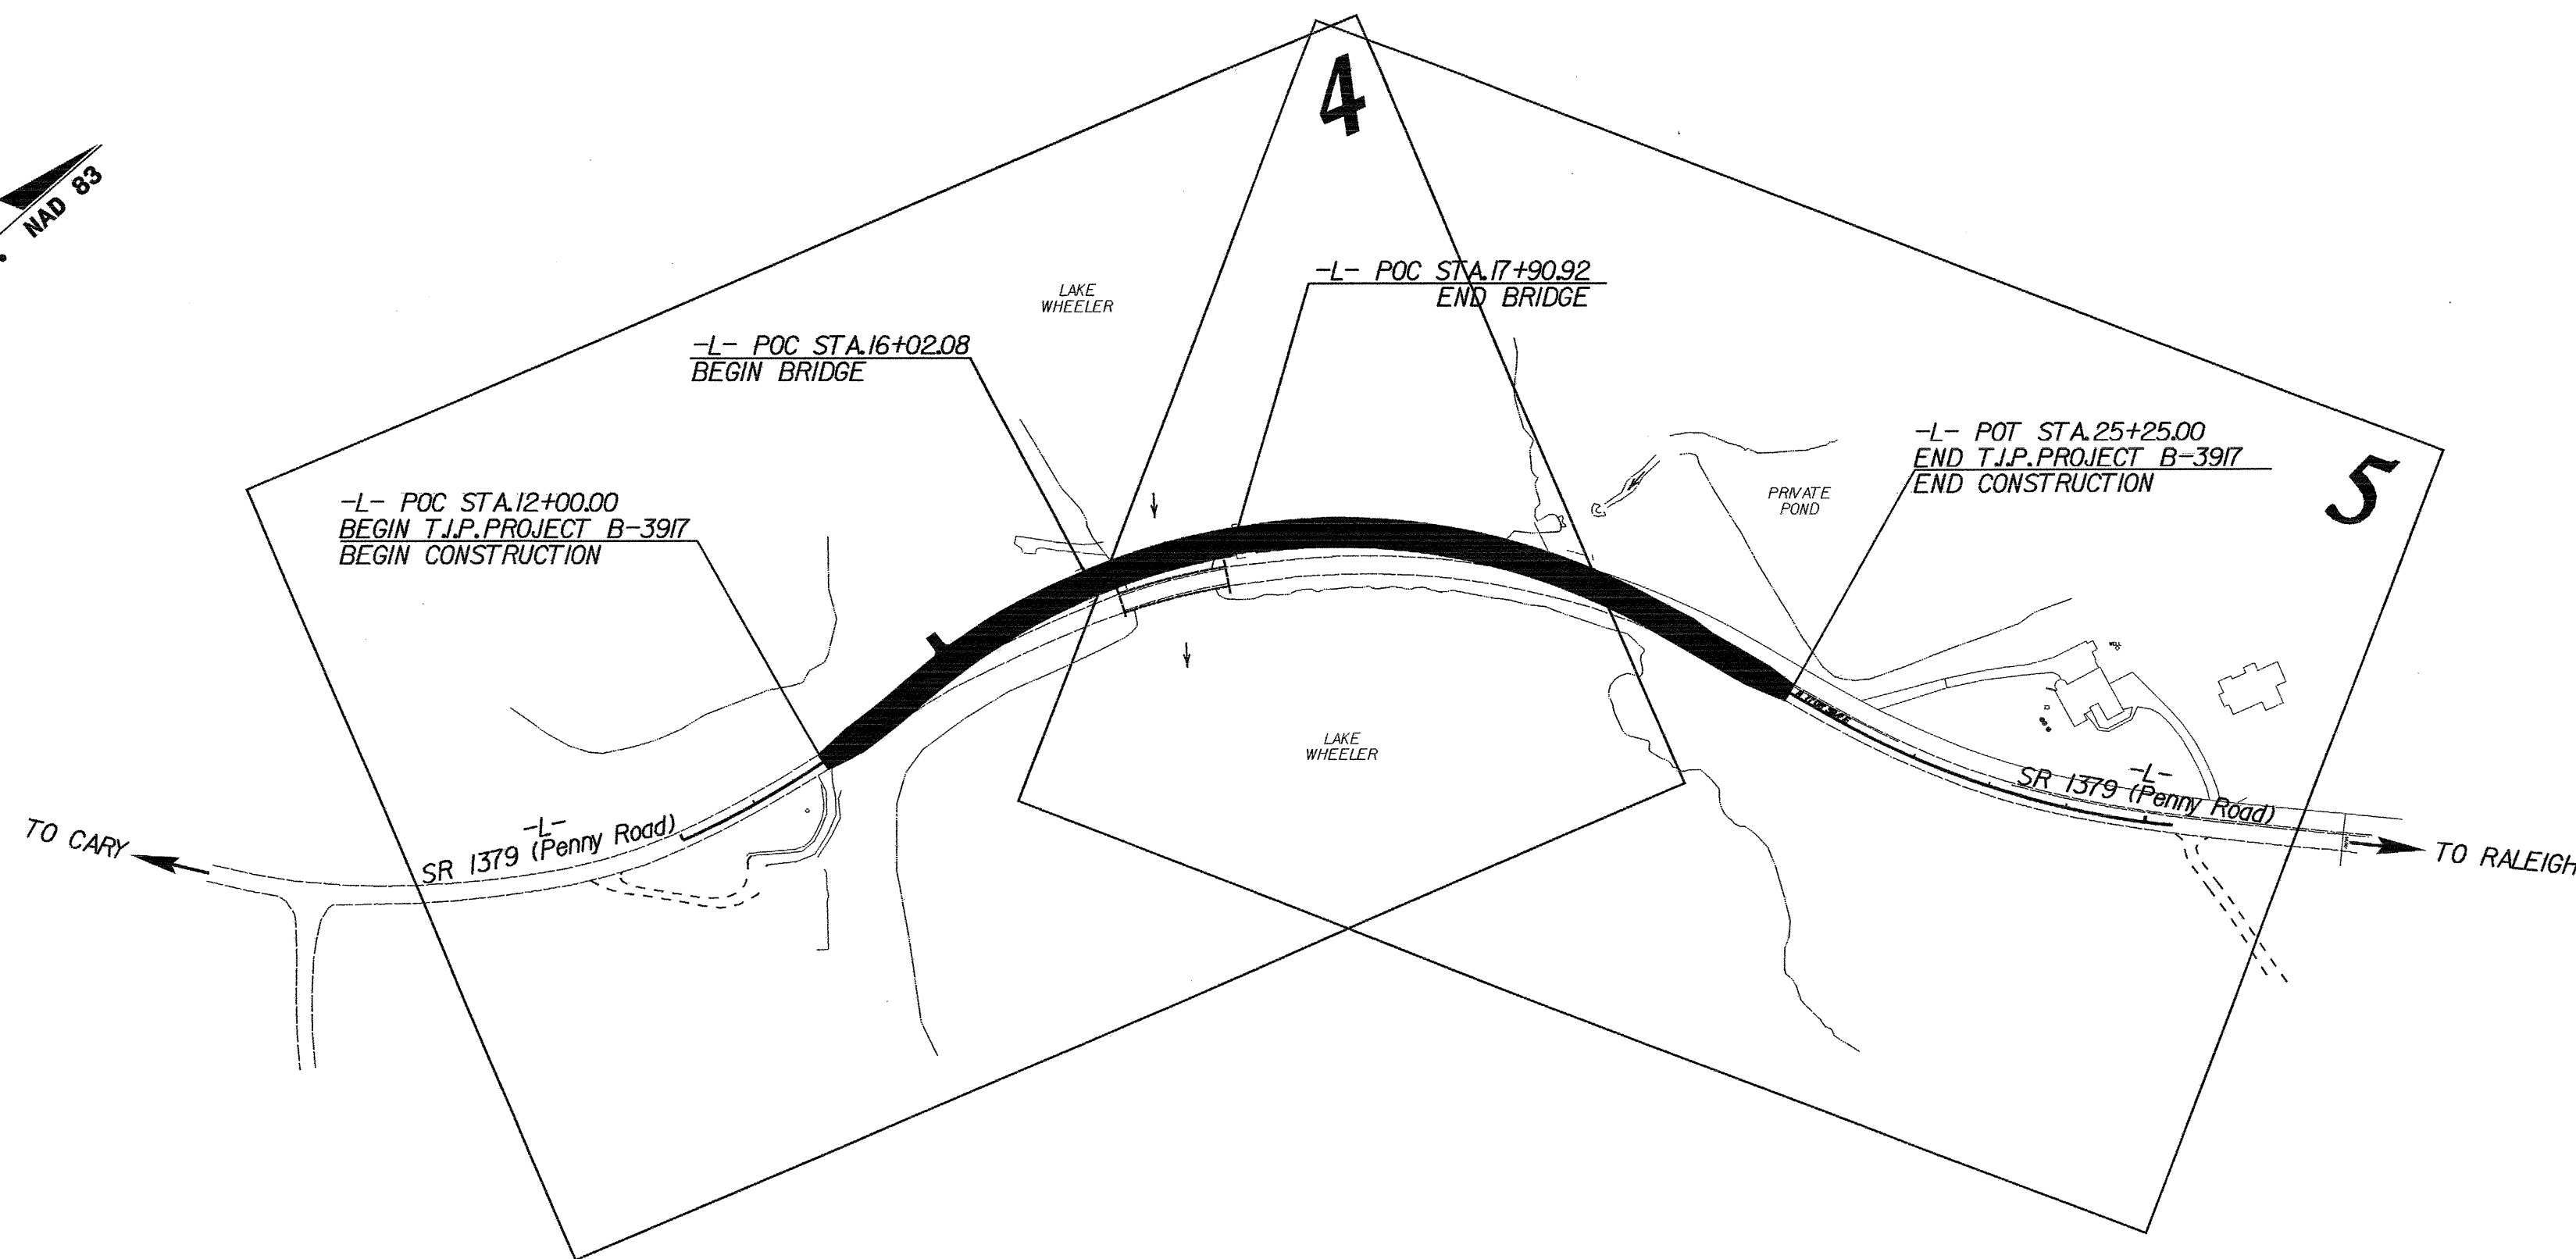 4
NAD 83
-L- POC STA.17+90.92
END BRIDGE
LAKE
WHEELER
-L- POC STA.16+02.08
BEGIN BRIDGE
-L- POT STA.25+25.00
END T.I.P. PROJECT B-3917
END CONSTRUCTION
5
-L- POC STA.12+00.00
BEGIN T.I.P. PROJECT B-3917
BEGIN CONSTRUCTION
PRIVATE
POND
LAKE
WHEELER
-L-
SR 1379 (Penny Road)
-L-
SR 1379 (Penny Road)
TO CARY
TO RALEIGH